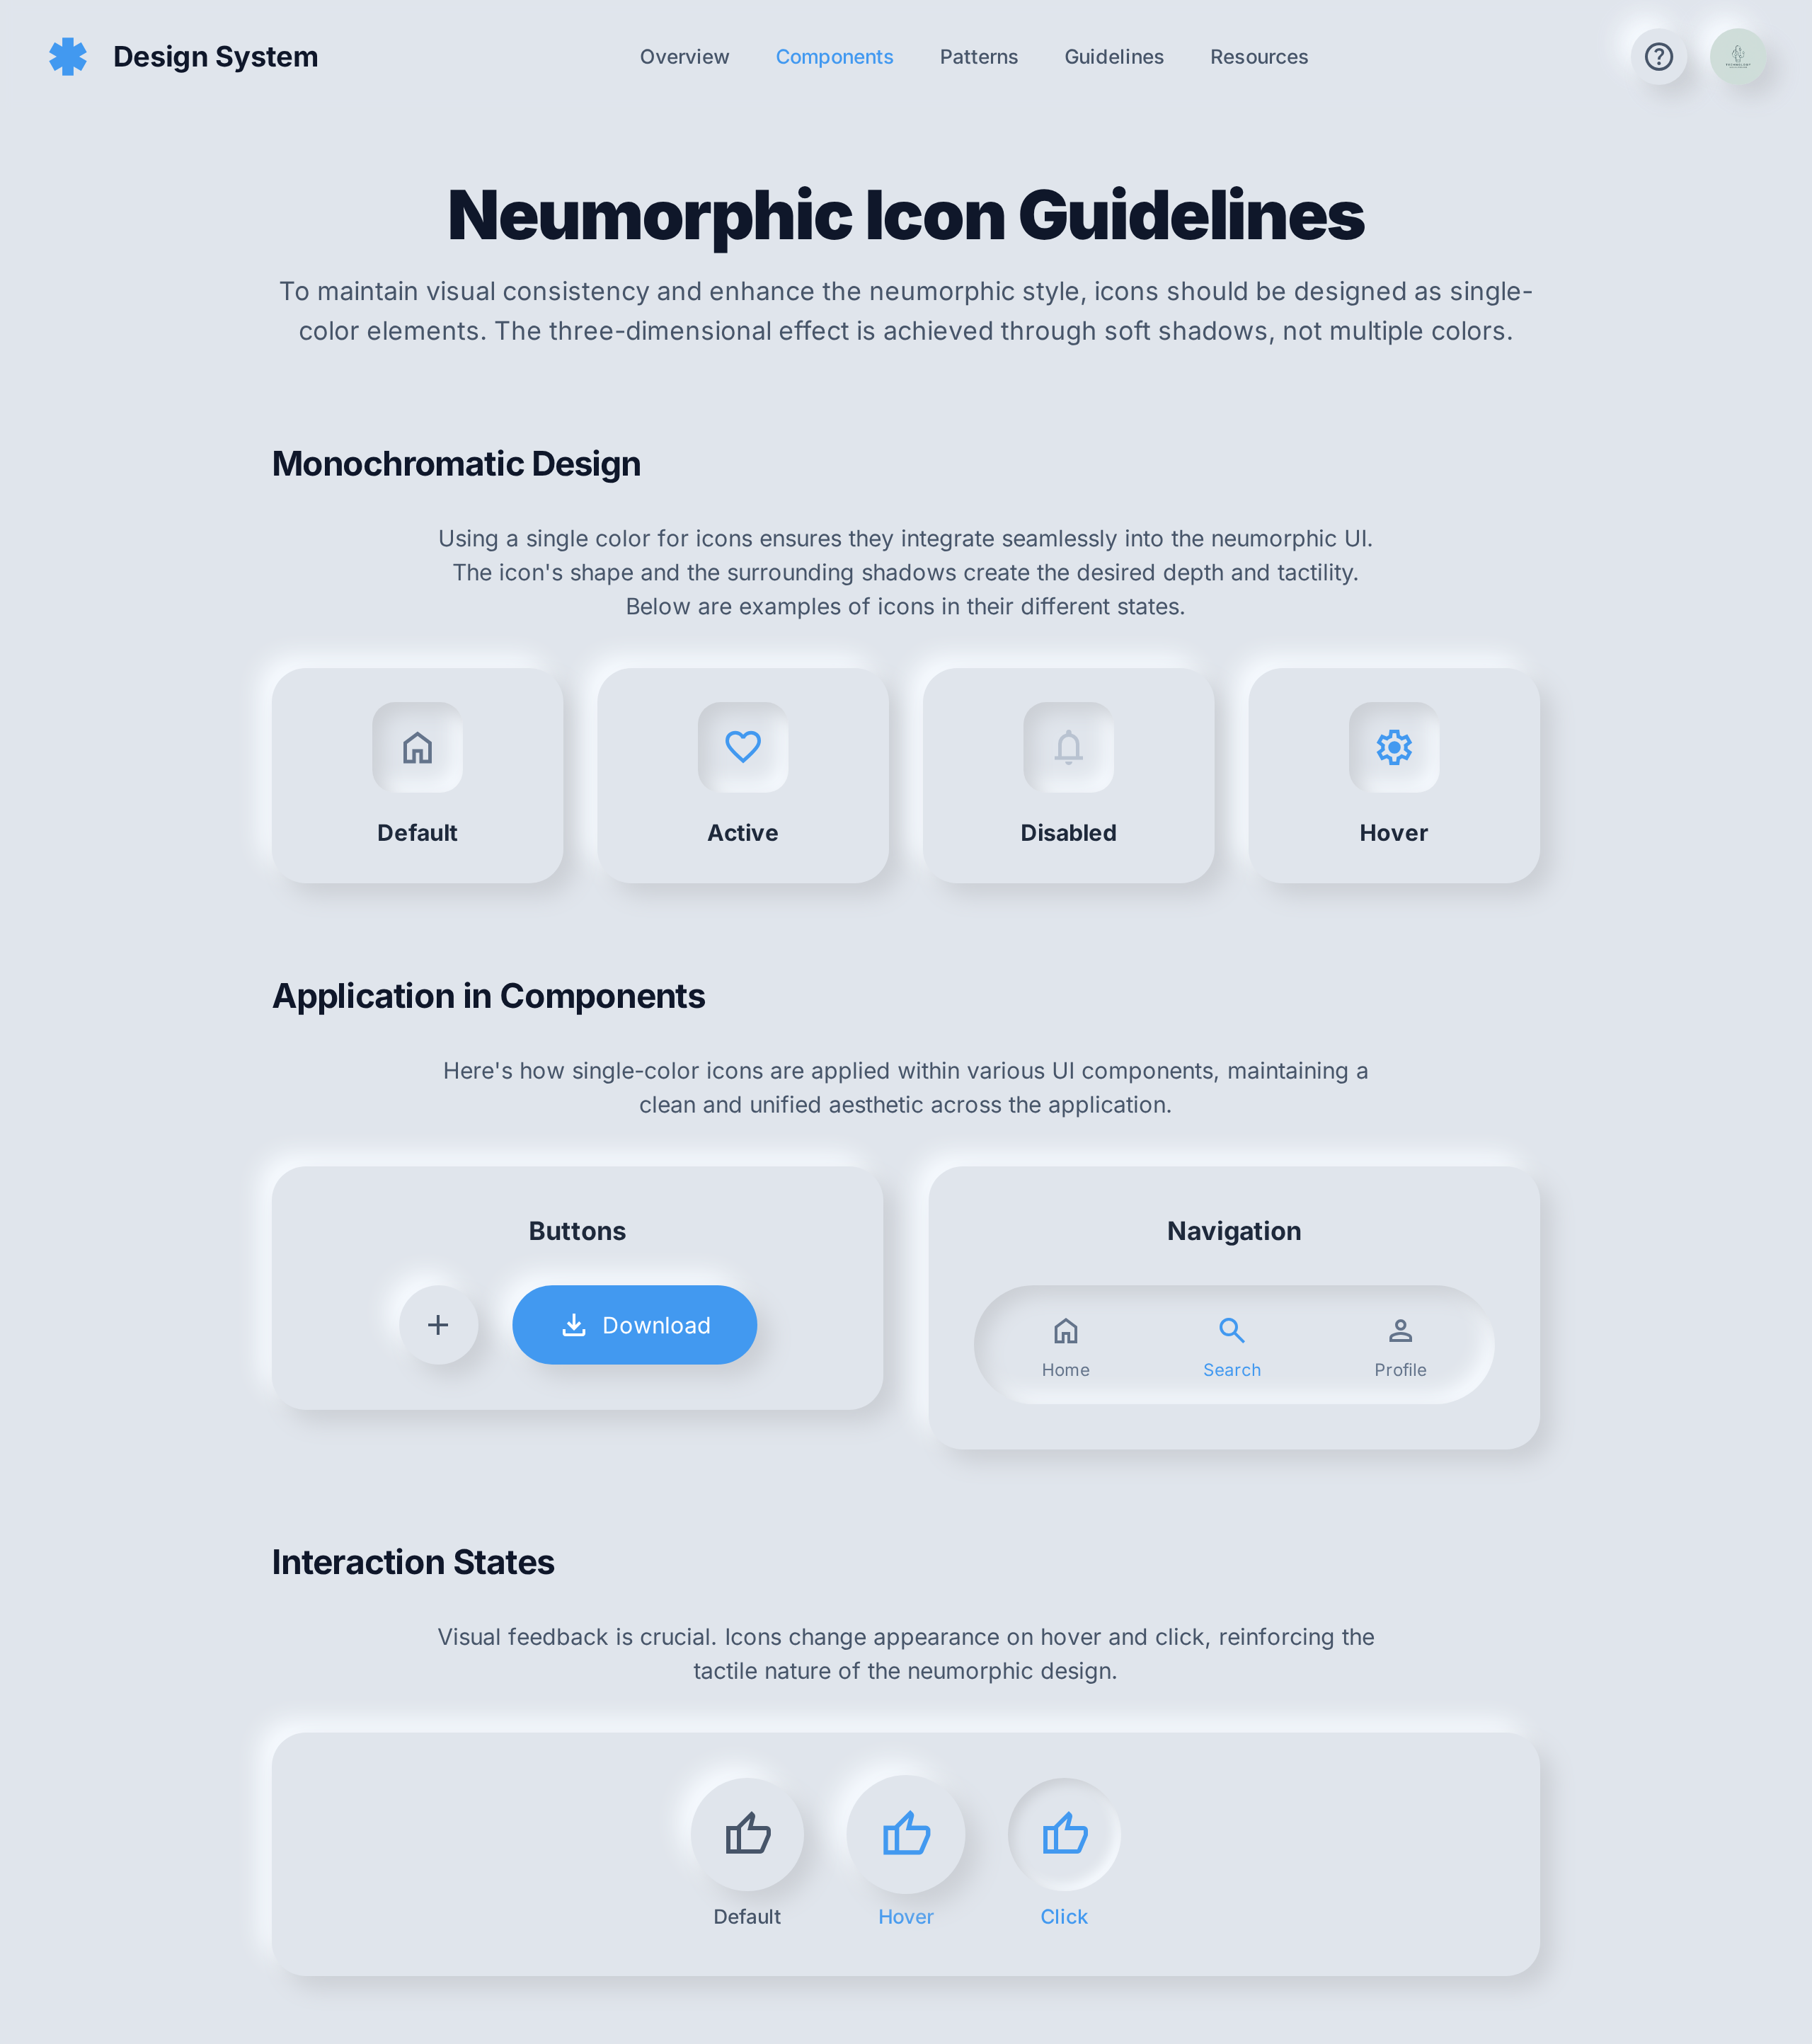 Design System
Overview
Components
Patterns
Guidelines
Resources
Neumorphic Icon Guidelines
To maintain visual consistency and enhance the neumorphic style, icons should be designed as single-
color elements. The three-dimensional effect is achieved through soft shadows, not multiple colors.
Monochromatic Design
Using a single color for icons ensures they integrate seamlessly into the neumorphic UI.
The icon's shape and the surrounding shadows create the desired depth and tactility.
Below are examples of icons in their different states.
Default
Active
Disabled
Hover
Application in Components
Here's how single-color icons are applied within various UI components, maintaining a
clean and unified aesthetic across the application.
Buttons
Download
Navigation
Home
Search
Profile
Interaction States
Visual feedback is crucial. Icons change appearance on hover and click, reinforcing the
tactile nature of the neumorphic design.
Default
Hover
Click